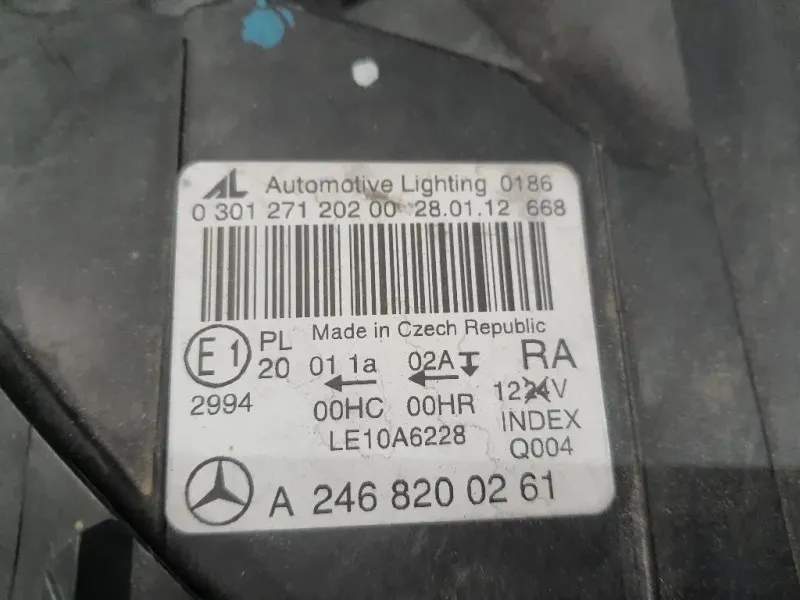 AL Automotive Lighting 0186
0 301 271 202 00 28.01.12 668
Made in Czech Republic
E1 PL 20 01 1a 02A RA
2994 00HC 00HR 1224V
LE10A6228 INDEX
Q004
A 246 820 02 61